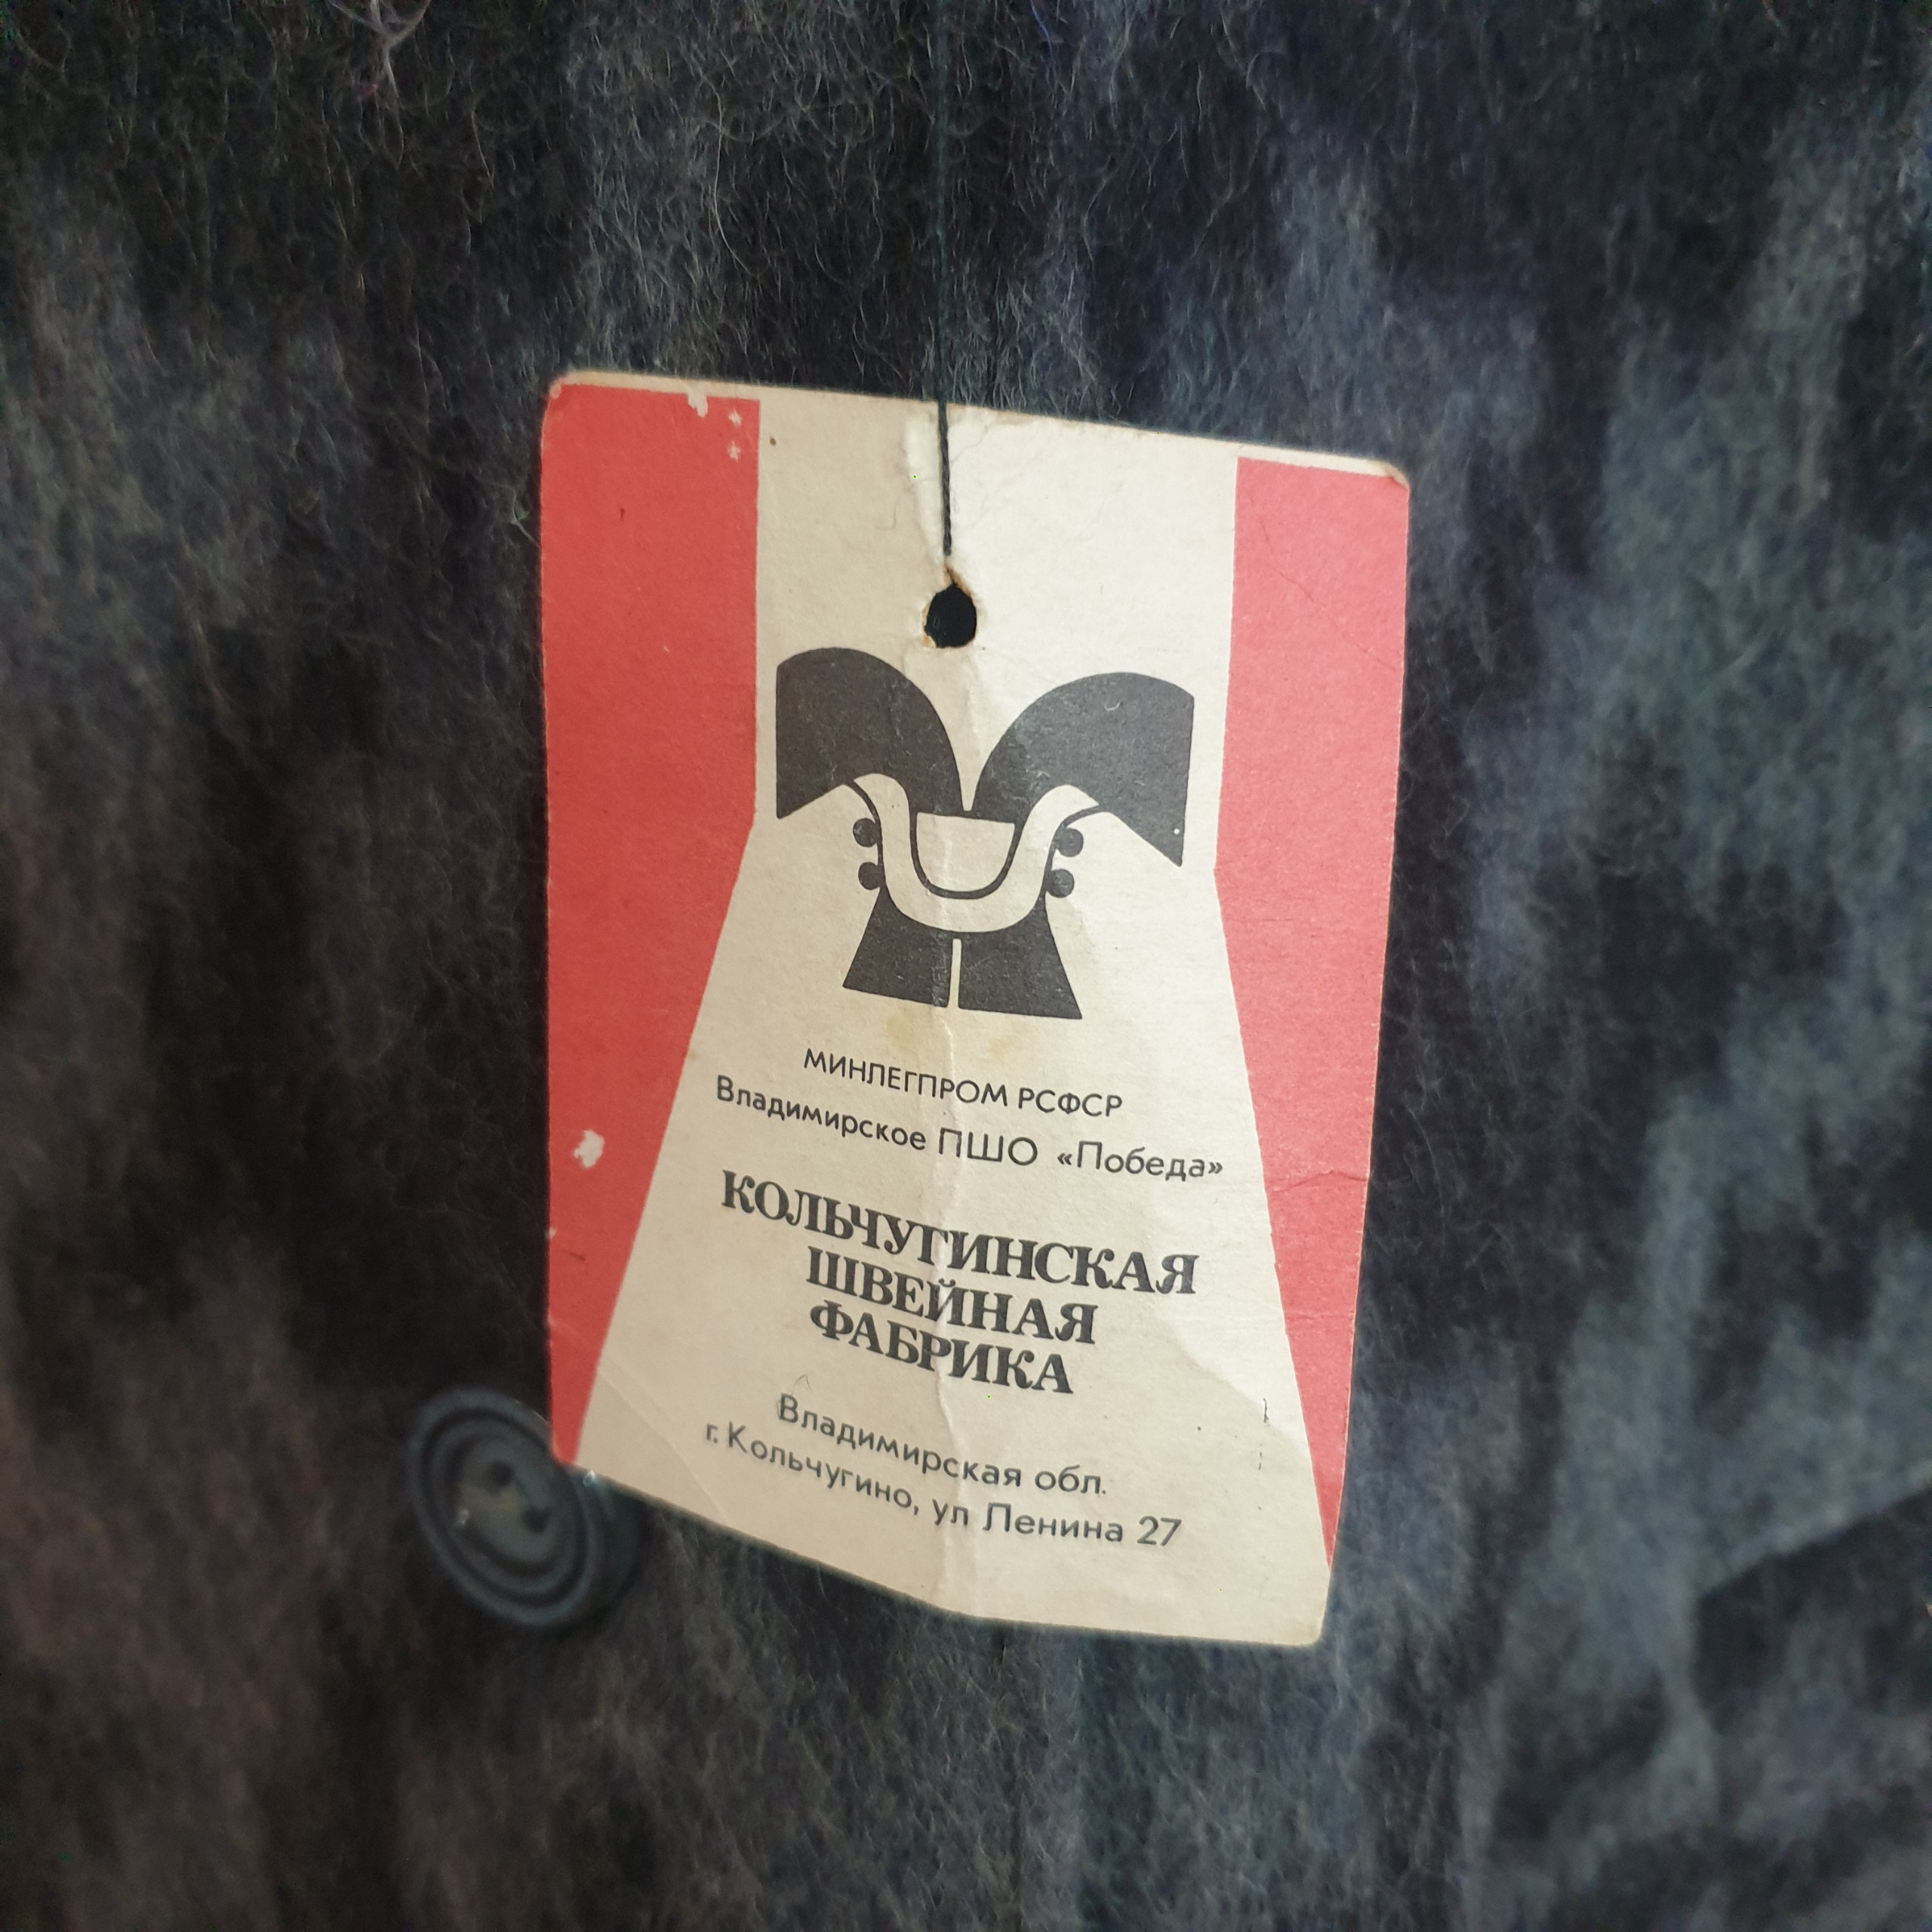 МИНЛЕГПРОМ РСФСР
Владимирское ПШО «Победа»
КОЛЬЧУГИНСКАЯ
ШВЕЙНАЯ
ФАБРИКА
Владимирская обл.
г. Кольчугино, ул Ленина 27